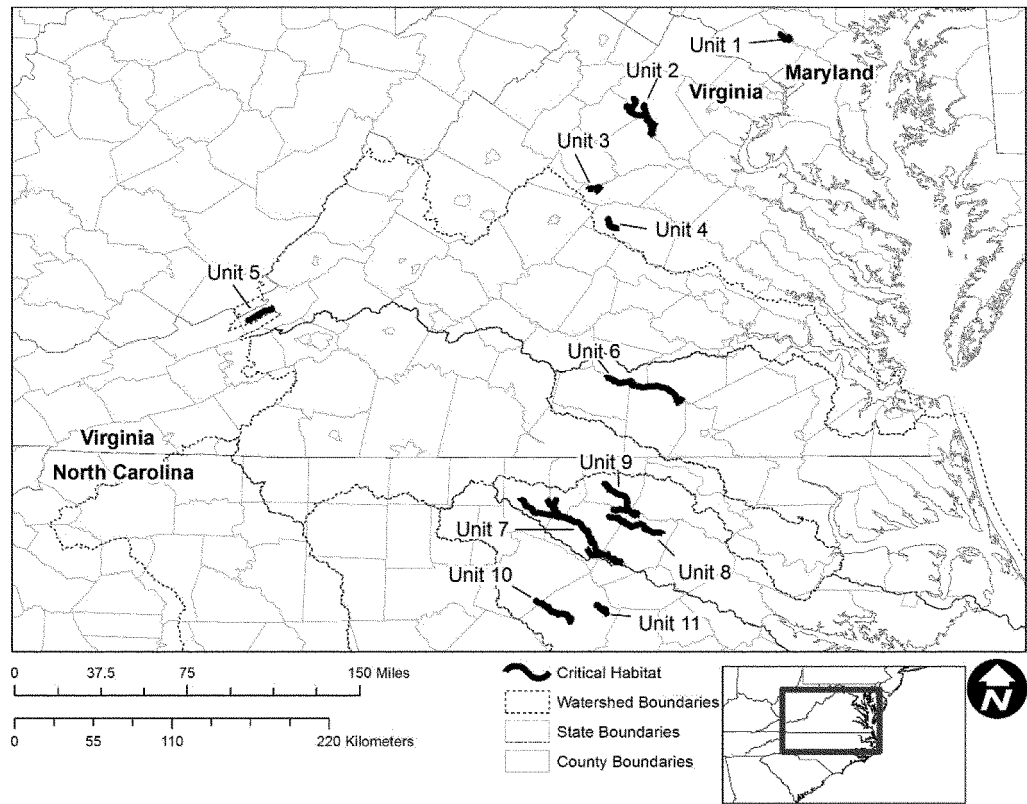 Unit 1
Maryland
Unit 2
Virginia
Unit 3
Unit 4
Unit 5
Unit 6
Virginia
North Carolina
Unit 9
Unit 7
Unit 8
Unit 10
Unit 11
0 37.5 75 150 Miles
0 55 110 220 Kilometers
Critical Habitat
Watershed Boundaries
State Boundaries
County Boundaries
N